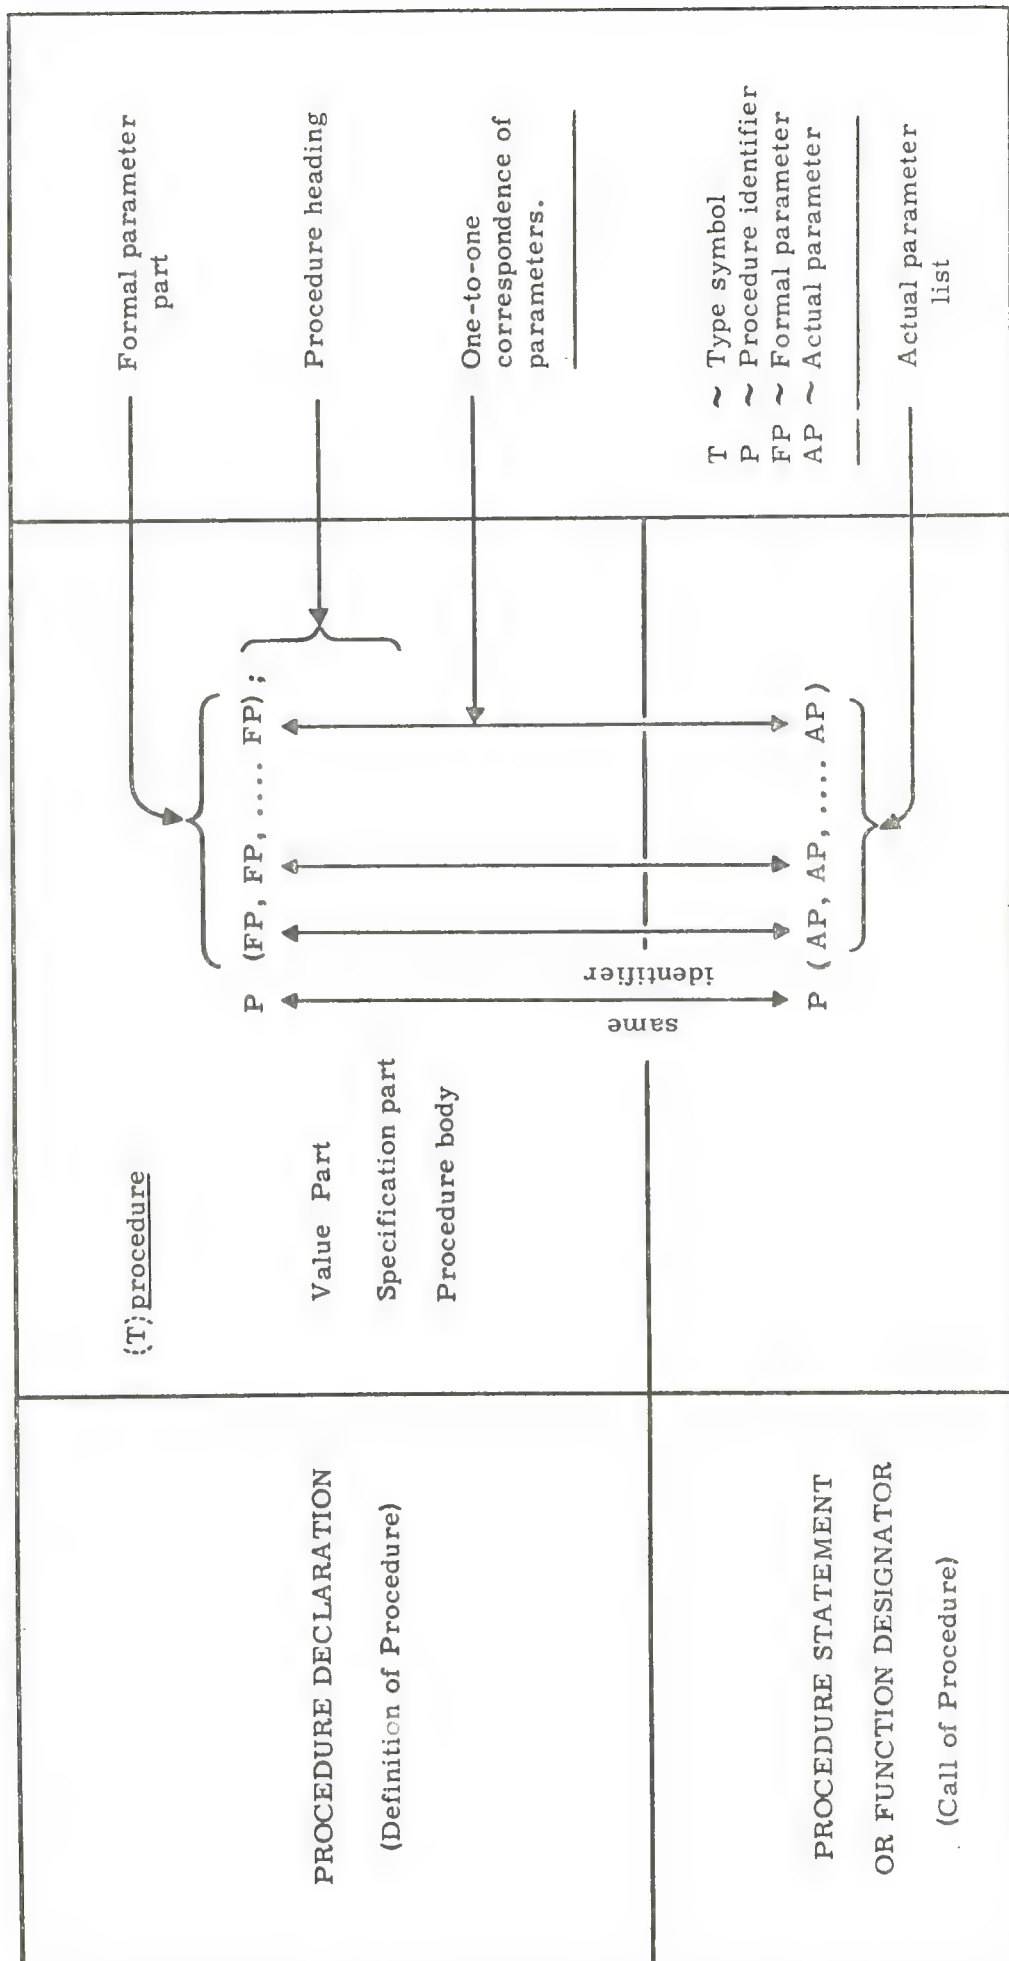 PROCEDURE DECLARATION
(Definition of Procedure)
{T} procedure
P (FP, FP, .... FP);
Value Part
Specification part
Procedure body
same
identifier
Formal parameter
part
Procedure heading
One-to-one
correspondence of
parameters.
PROCEDURE STATEMENT
OR FUNCTION DESIGNATOR
(Call of Procedure)
P (AP, AP, .... AP)
T ~ Type symbol
P ~ Procedure identifier
FP ~ Formal parameter
AP ~ Actual parameter
Actual parameter
list